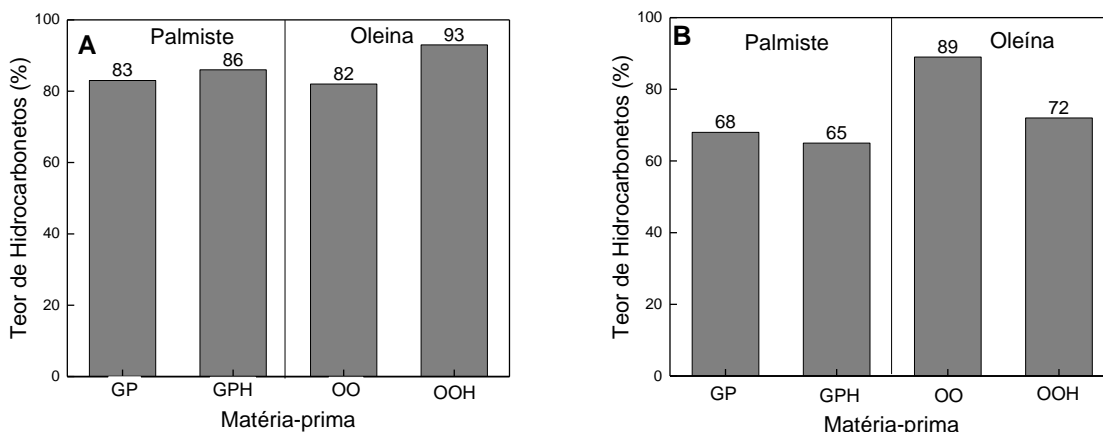 A
Palmiste
Oleina
83
86
82
93
100
80
60
40
20
0
Teor de Hidrocarbonetos (%)
GP
GPH
OO
OOH
Matéria-prima
B
Palmiste
Oleína
68
65
89
72
100
80
60
40
20
0
Teor de Hidrocarbonetos (%)
GP
GPH
OO
OOH
Matéria-prima